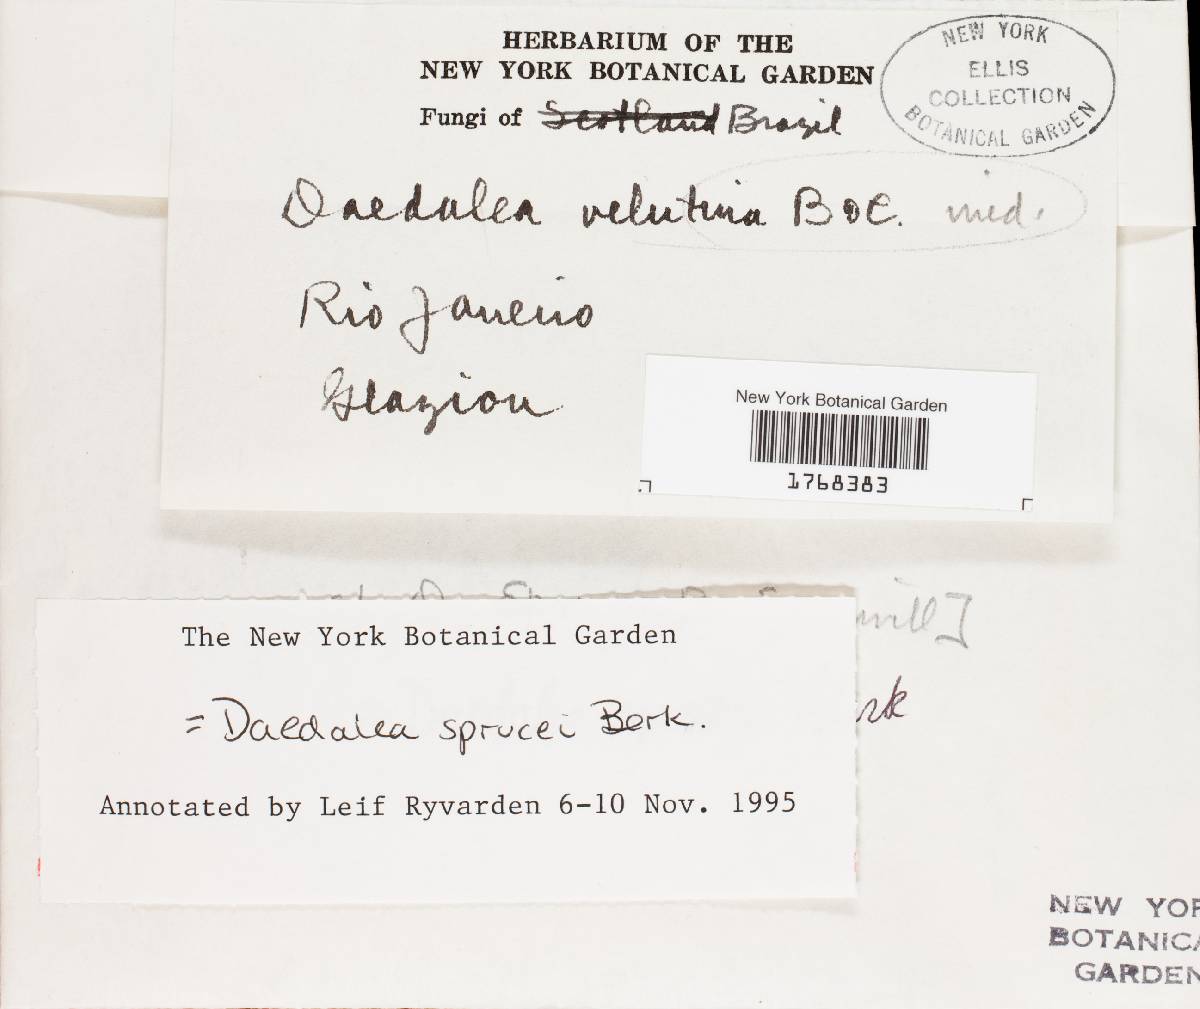 HERBARIUM OF THE
NEW YORK BOTANICAL GARDEN
Fungi of Scotland Brazil
NEW YORK
ELLIS
COLLECTION
BOTANICAL GARDEN
Daedalea velutina B & C. ined.
Rio Janeiro
Glaziou
New York Botanical Garden
1768383
The New York Botanical Garden
= Daedalea sprucei Berk.
Annotated by Leif Ryvarden 6-10 Nov. 1995
NEW YOR
BOTANICA
GARDEN